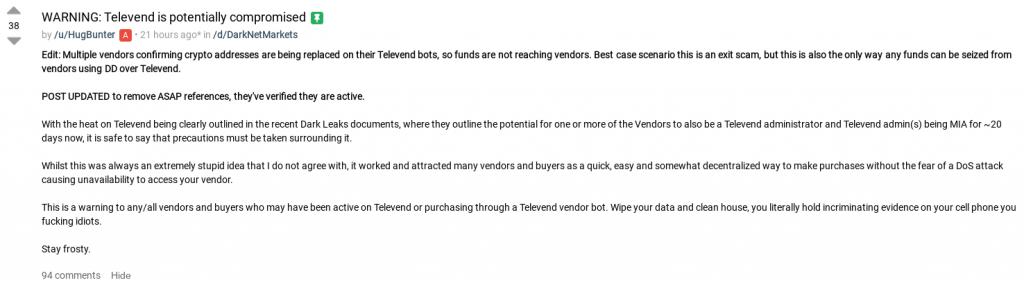 WARNING: Televend is potentially compromised
38
by /u/HugBunter A • 21 hours ago* in /d/DarkNetMarkets
Edit: Multiple vendors confirming crypto addresses are being replaced on their Televend bots, so funds are not reaching vendors. Best case scenario this is an exit scam, but this is also the only way any funds can be seized from
vendors using DD over Televend.
POST UPDATED to remove ASAP references, they've verified they are active.
With the heat on Televend being clearly outlined in the recent Dark Leaks documents, where they outline the potential for one or more of the Vendors to also be a Televend administrator and Televend admin(s) being MIA for ~20
days now, it is safe to say that precautions must be taken surrounding it.
Whilst this was always an extremely stupid idea that I do not agree with, it worked and attracted many vendors and buyers as a quick, easy and somewhat decentralized way to make purchases without the fear of a DoS attack
causing unavailability to access your vendor.
This is a warning to any/all vendors and buyers who may have been active on Televend or purchasing through a Televend vendor bot. Wipe your data and clean house, you literally hold incriminating evidence on your cell phone you
fucking idiots.
Stay frosty.
94 comments Hide